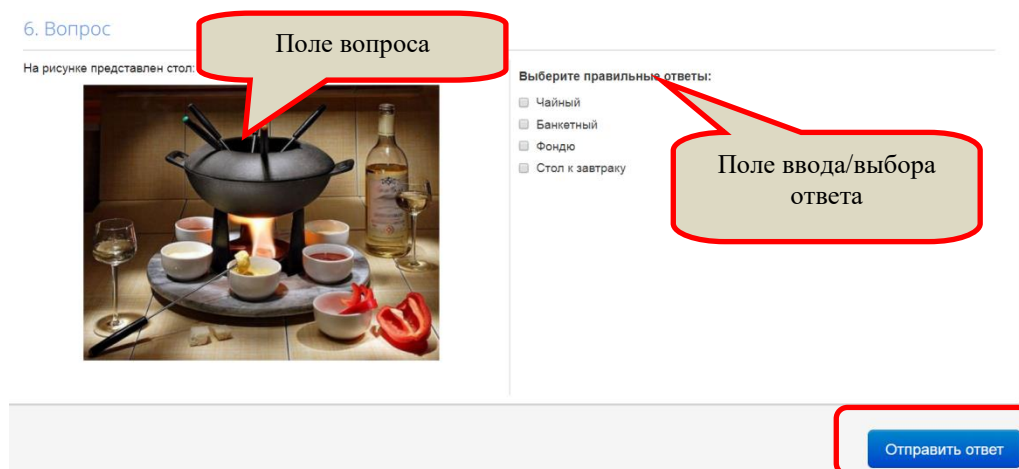 6. Вопрос
Поле вопроса
На рисунке представлен стол:
Выберите правильные ответы:
Чайный
Банкетный
Фондю
Стол к завтраку
Поле ввода/выбора
ответа
Отправить ответ